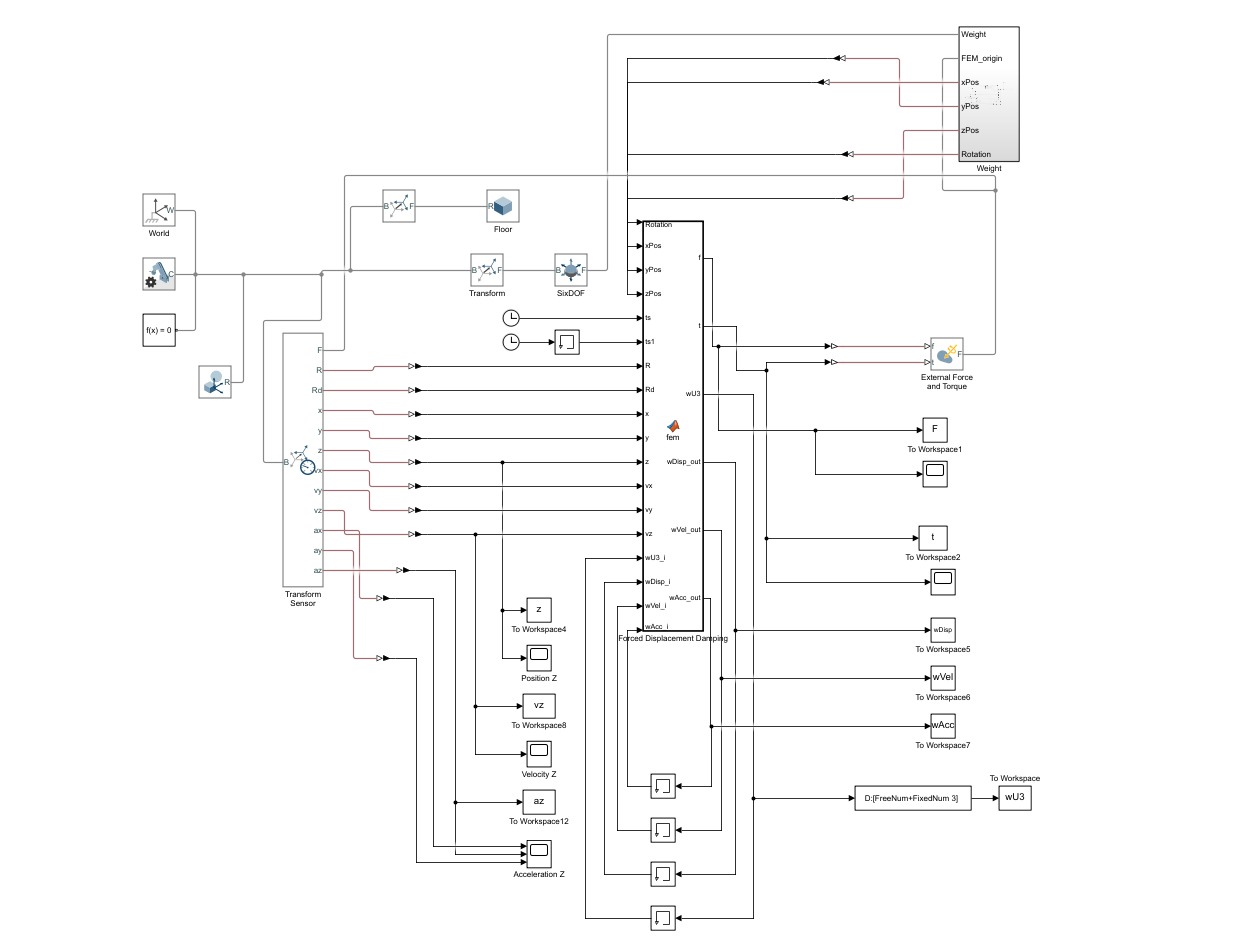 Weight
FEM_origin
xPos
yPos
zPos
Rotation
Weight
W
World
B
F
R
Floor
C
B
F
Transform
B
F
SixDOF
f(x) = 0
R
F
R
Rd
x
y
z
vx
vy
vz
ax
ay
az
B
Transform
Sensor
Rotation
xPos
yPos
zPos
ts
ts1
R
Rd
x
y
z
vx
vy
vz
wU3_i
wDisp_i
wVel_i
wAcc_i
fem
f
t
wU3
wDisp_out
wVel_out
wAcc_out
Forced Displacement Damping
f
t
F
External Force
and Torque
F
To Workspace1
t
To Workspace2
wDisp
To Workspace5
wVel
To Workspace6
wAcc
To Workspace7
z
To Workspace4
Position Z
vz
To Workspace8
Velocity Z
az
To Workspace12
Acceleration Z
D:[FreeNum+FixedNum 3]
To Workspace
wU3